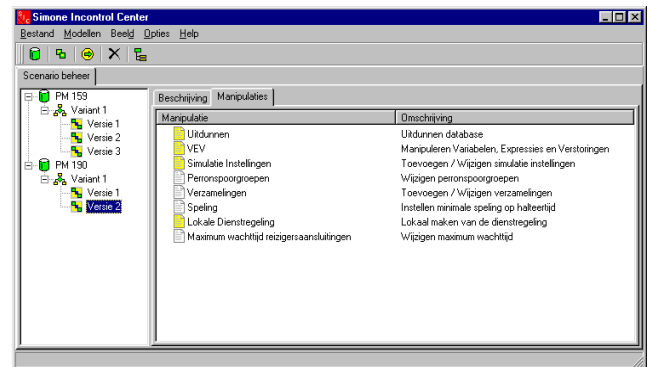 Simone Incontrol Center
Bestand Modellen Beeld Opties Help
Scenario beheer
PM 159
Variant 1
Versie 1
Versie 2
Versie 3
PM 190
Variant 1
Versie 1
Versie 2
Beschrijving Manipulaties
Manipulatie Omschrijving
Uitdunnen Uitdunnen database
VEV Manipuleren Variabelen, Expressies en Verstoringen
Simulatie Instellingen Toevoegen / Wijzigen simulatie instellingen
Perronspoorgroepen Wijzigen perronspoorgroepen
Verzamelingen Toevoegen / Wijzigen verzamelingen
Speling Instellen minimale speling op halteertijd
Lokale Dienstregeling Lokaal maken van de dienstregeling
Maximum wachttijd reizigersaansluitingen Wijzigen maximum wachttijd